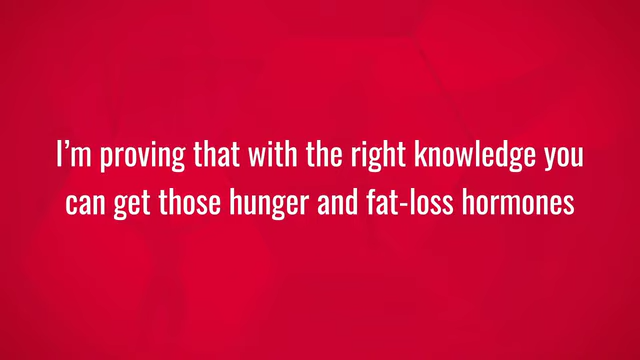 I'm proving that with the right knowledge you
can get those hunger and fat-loss hormones